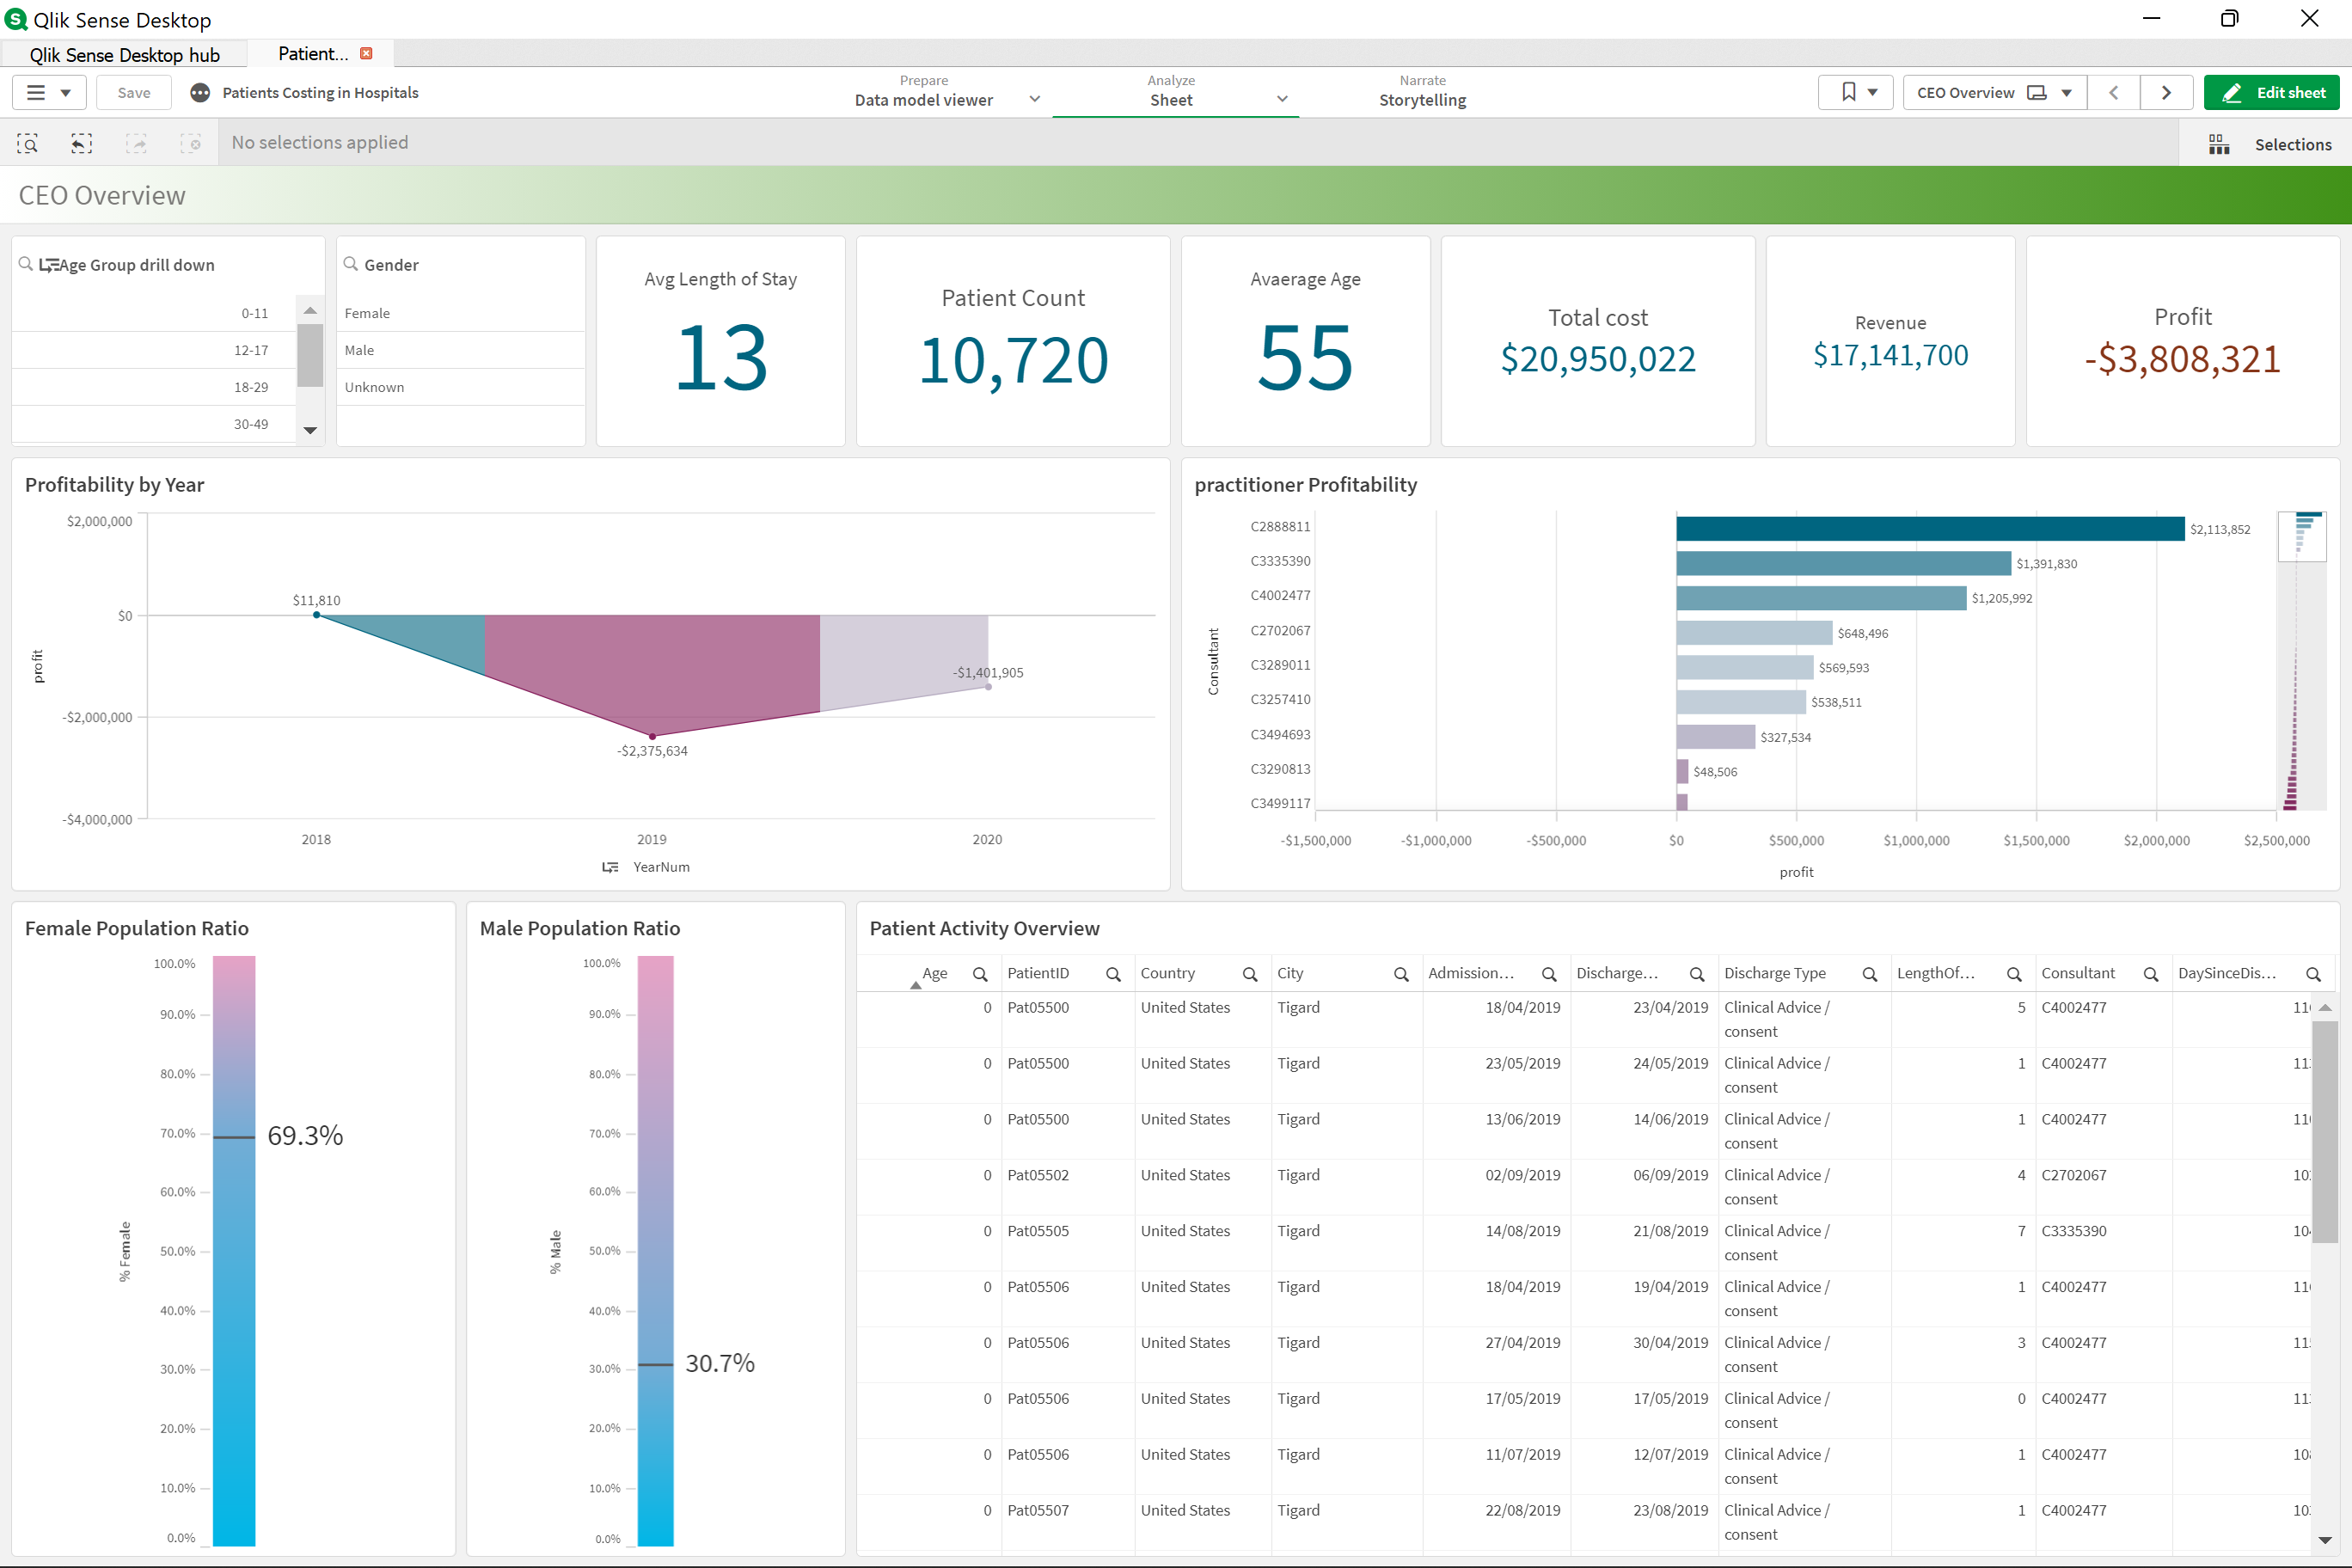 Qlik Sense Desktop
Qlik Sense Desktop hub
Patient...
Save
Patients Costing in Hospitals
Prepare
Data model viewer
Analyze
Sheet
Narrate
Storytelling
CEO Overview
Edit sheet
No selections applied
Selections
CEO Overview
Age Group drill down
0-11
12-17
18-29
30-49
Gender
Female
Male
Unknown
Avg Length of Stay
13
Patient Count
10,720
Avaerage Age
55
Total cost
$20,950,022
Revenue
$17,141,700
Profit
-$3,808,321
Profitability by Year
profit
$2,000,000
$0
-$2,000,000
-$4,000,000
$11,810
-$2,375,634
-$1,401,905
2018 2019 2020
YearNum
practitioner Profitability
Consultant
C2888811 $2,113,852
C3335390 $1,391,830
C4002477 $1,205,992
C2702067 $648,496
C3289011 $569,593
C3257410 $538,511
C3494693 $327,534
C3290813 $48,506
C3499117
-$1,500,000 -$1,000,000 -$500,000 $0 $500,000 $1,000,000 $1,500,000 $2,000,000 $2,500,000
profit
Female Population Ratio
% Female
100.0%
90.0%
80.0%
70.0%
60.0%
50.0%
40.0%
30.0%
20.0%
10.0%
0.0%
69.3%
Male Population Ratio
% Male
100.0%
90.0%
80.0%
70.0%
60.0%
50.0%
40.0%
30.0%
20.0%
10.0%
0.0%
30.7%
Patient Activity Overview
Age PatientID Country City Admission... Discharge... Discharge Type LengthOf... Consultant DaySinceDis...
0 Pat05500 United States Tigard 18/04/2019 23/04/2019 Clinical Advice / 5 C4002477
consent
0 Pat05500 United States Tigard 23/05/2019 24/05/2019 Clinical Advice / 1 C4002477
consent
0 Pat05500 United States Tigard 13/06/2019 14/06/2019 Clinical Advice / 1 C4002477
consent
0 Pat05502 United States Tigard 02/09/2019 06/09/2019 Clinical Advice / 4 C2702067
consent
0 Pat05505 United States Tigard 14/08/2019 21/08/2019 Clinical Advice / 7 C3335390
consent
0 Pat05506 United States Tigard 18/04/2019 19/04/2019 Clinical Advice / 1 C4002477
consent
0 Pat05506 United States Tigard 27/04/2019 30/04/2019 Clinical Advice / 3 C4002477
consent
0 Pat05506 United States Tigard 17/05/2019 17/05/2019 Clinical Advice / 0 C4002477
consent
0 Pat05506 United States Tigard 11/07/2019 12/07/2019 Clinical Advice / 1 C4002477
consent
0 Pat05507 United States Tigard 22/08/2019 23/08/2019 Clinical Advice / 1 C4002477
consent